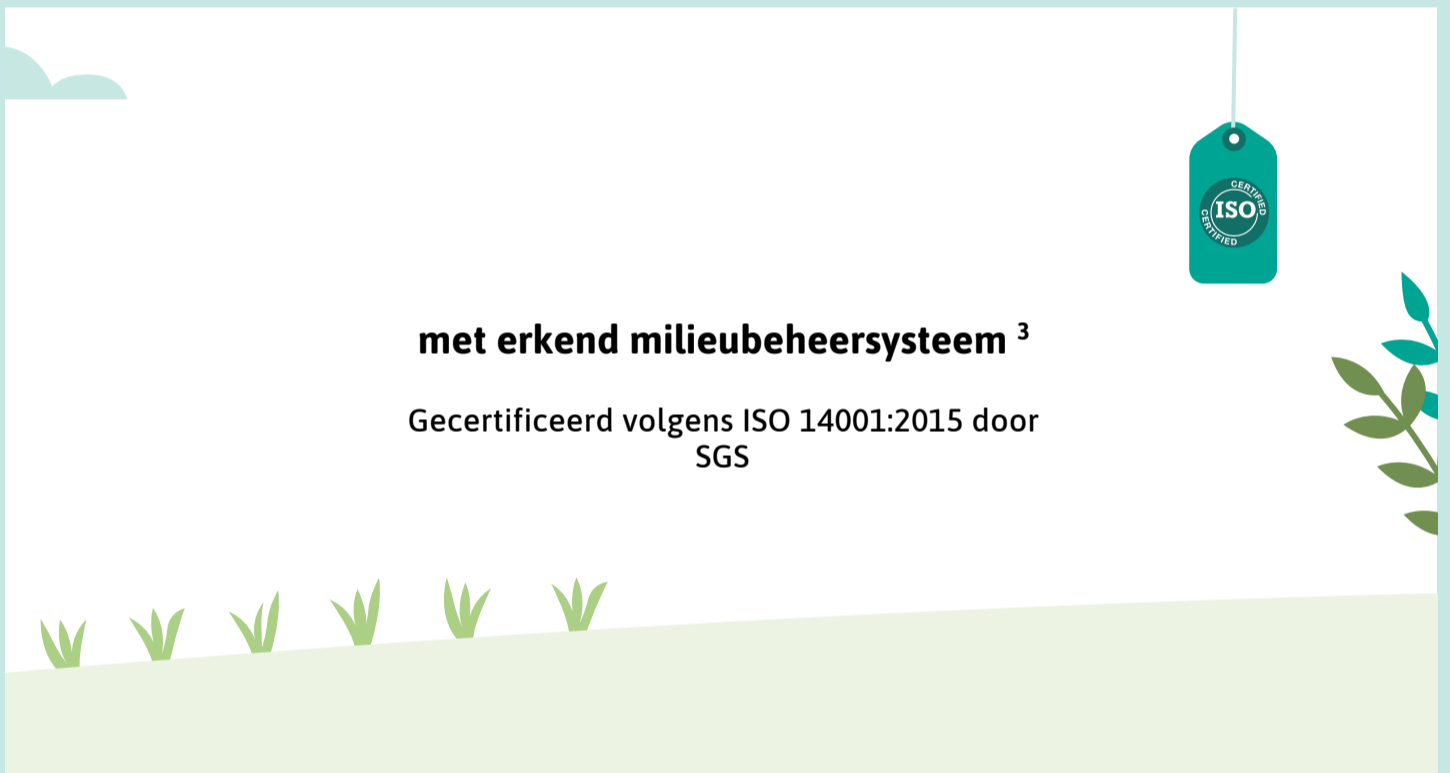 CERTIFIED
ISO
CERTIFIED
met erkend milieubeheersysteem ³
Gecertificeerd volgens ISO 14001:2015 door
SGS